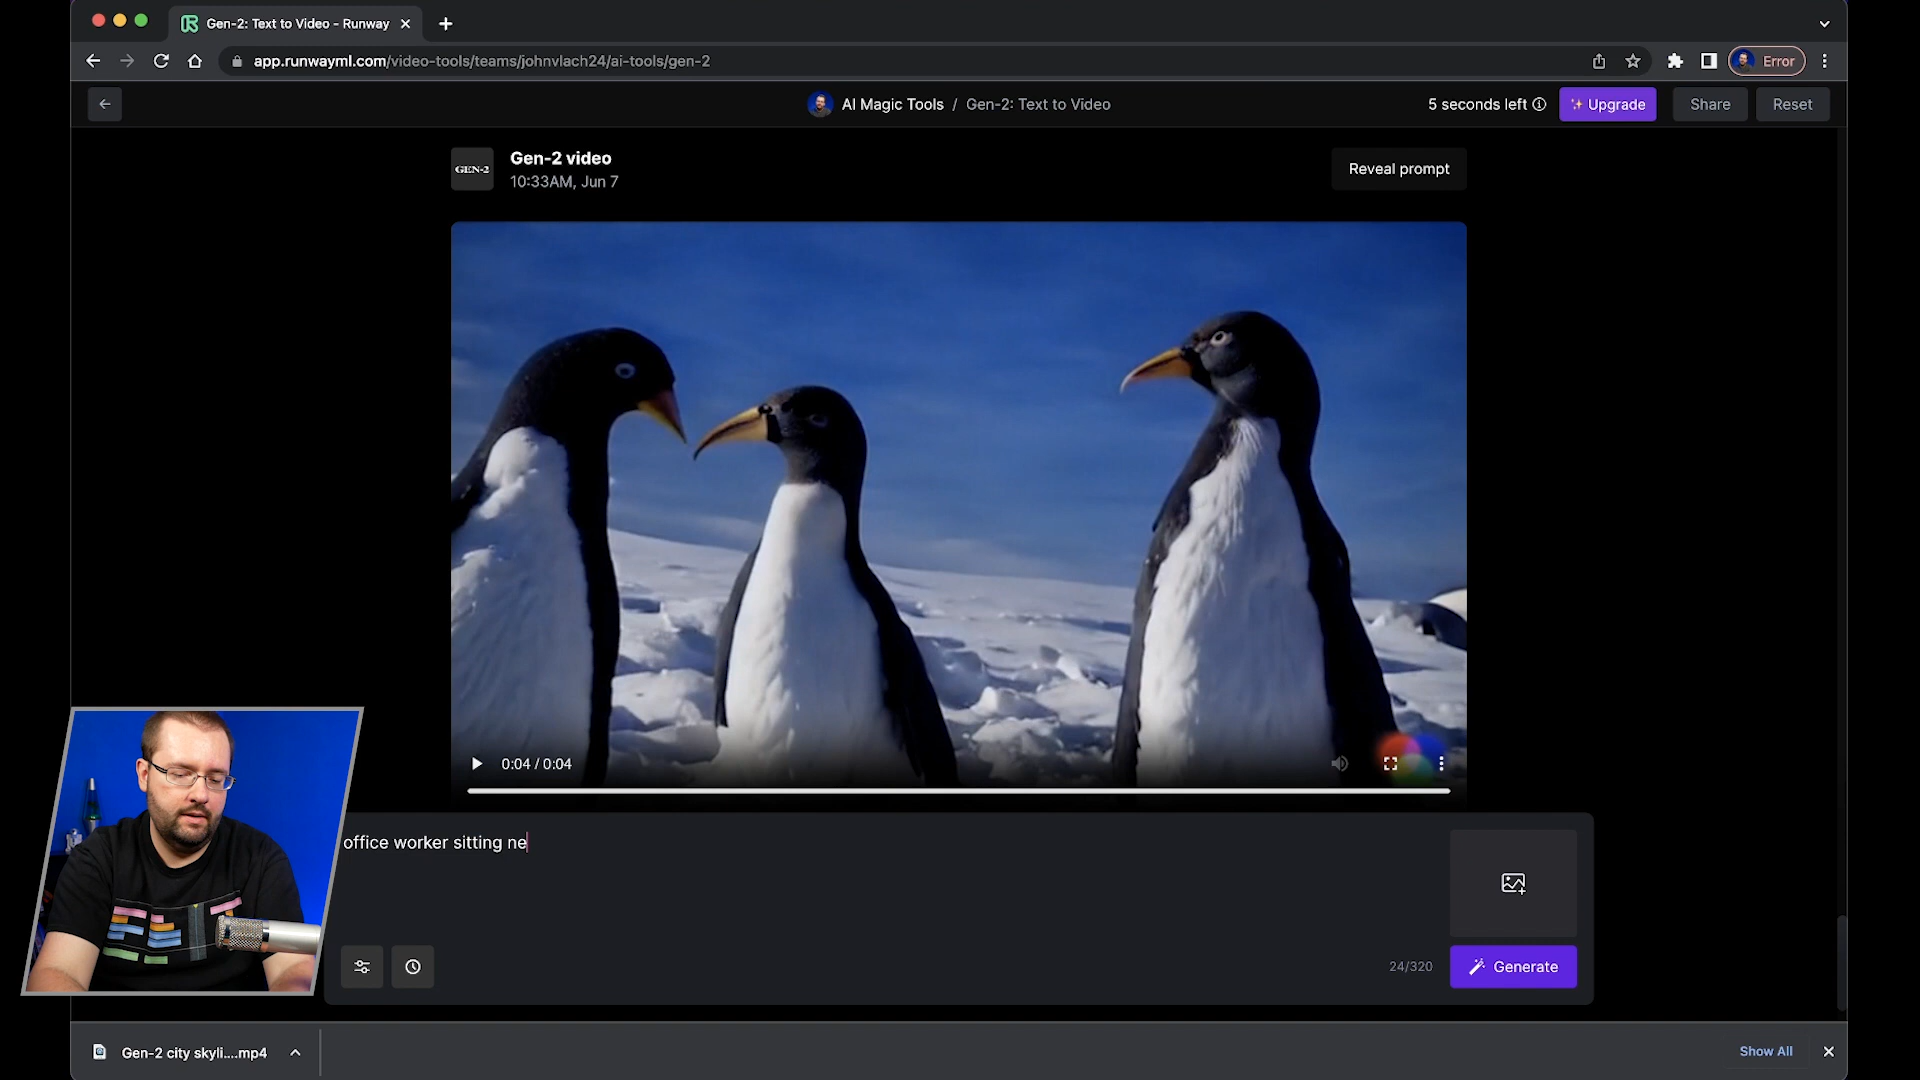 Gen-2: Text to Video - Runway
app.runwayml.com/video-tools/teams/johnvlach24/ai-tools/gen-2
Error
AI Magic Tools / Gen-2: Text to Video
5 seconds left
Upgrade
Share
Reset
GEN-2
Gen-2 video
10:33AM, Jun 7
Reveal prompt
0:04 / 0:04
office worker sitting ne
24/320
Generate
Gen-2 city skyli....mp4
Show All